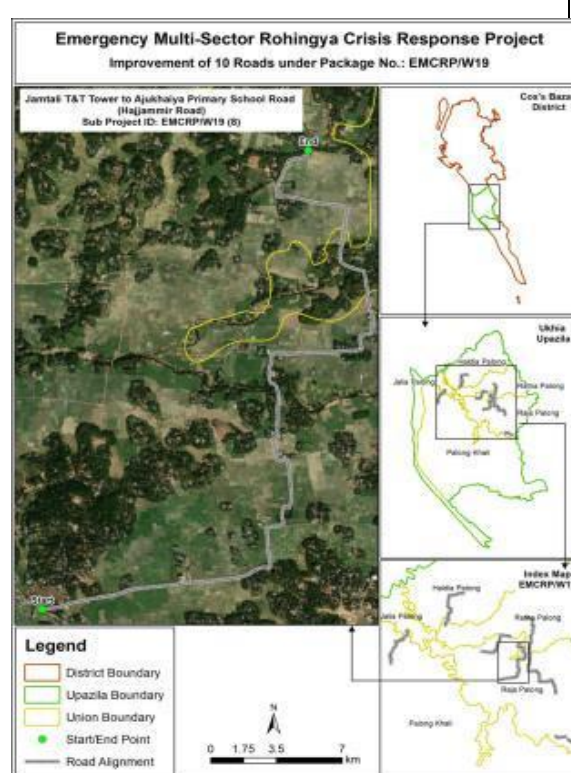 Emergency Multi-Sector Rohingya Crisis Response Project
Improvement of 10 Roads under Package No.: EMCRP/W19
Jamtali T&T Tower to Ajukhaiya Primary School Road
(Hajjammir Road)
Sub Project ID: EMCRP/W19 (8)
End
Start
Cox's Baza
District
Ukhia
Upazila
Haldia Palong
Jalia Palong
Ratna Palong
Raja Palong
Palong Khali
Index Map
EMCRP/W1
Haldia Palong
Jalia Palong
Ratna Palong
Raja Palong
Palong Khali
Legend
District Boundary
Upazila Boundary
Union Boundary
Start/End Point
Road Alignment
N
0 1.75 3.5 7
km